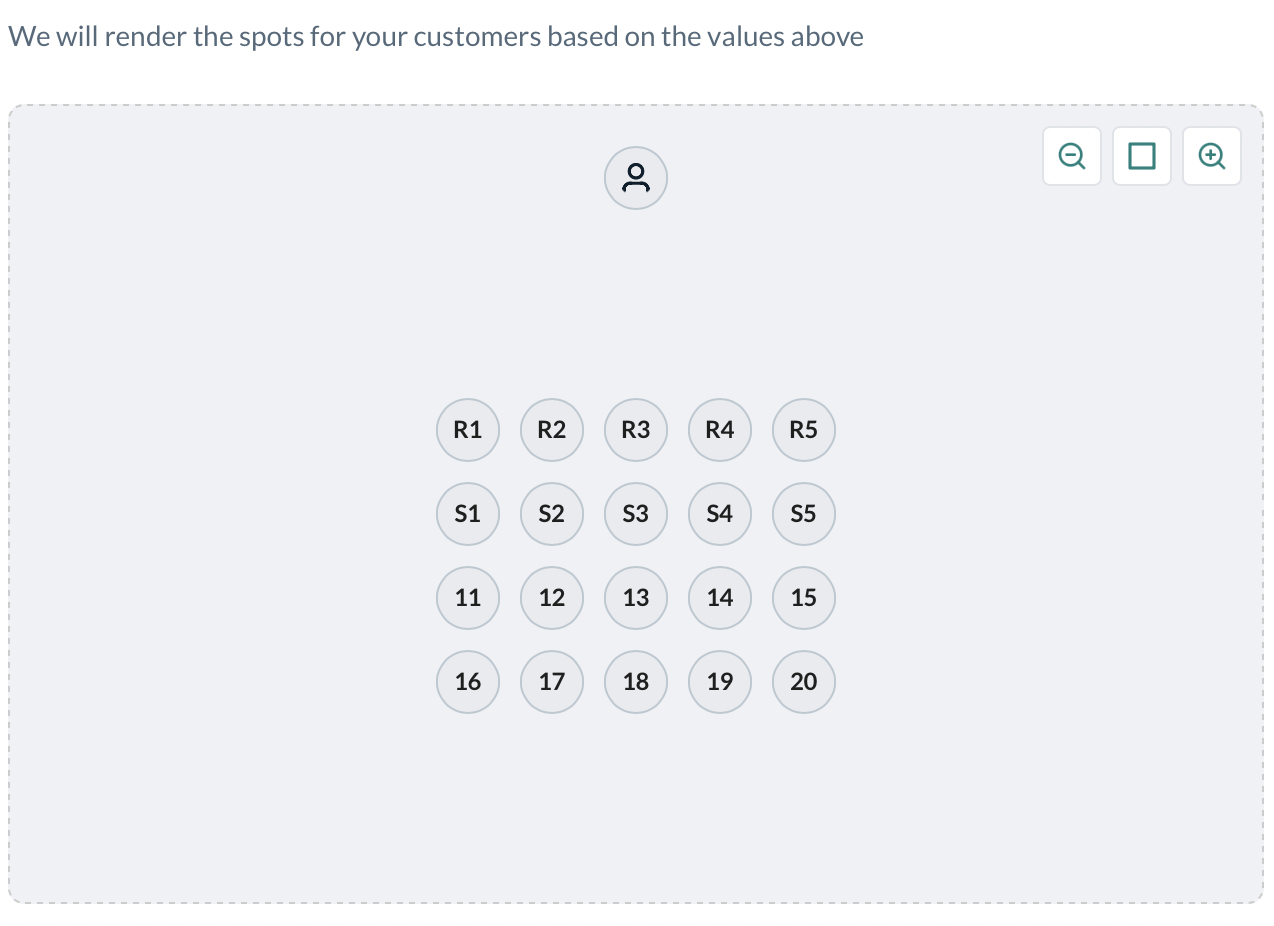 We will render the spots for your customers based on the values above
R1 R2 R3 R4 R5
S1 S2 S3 S4 S5
11 12 13 14 15
16 17 18 19 20